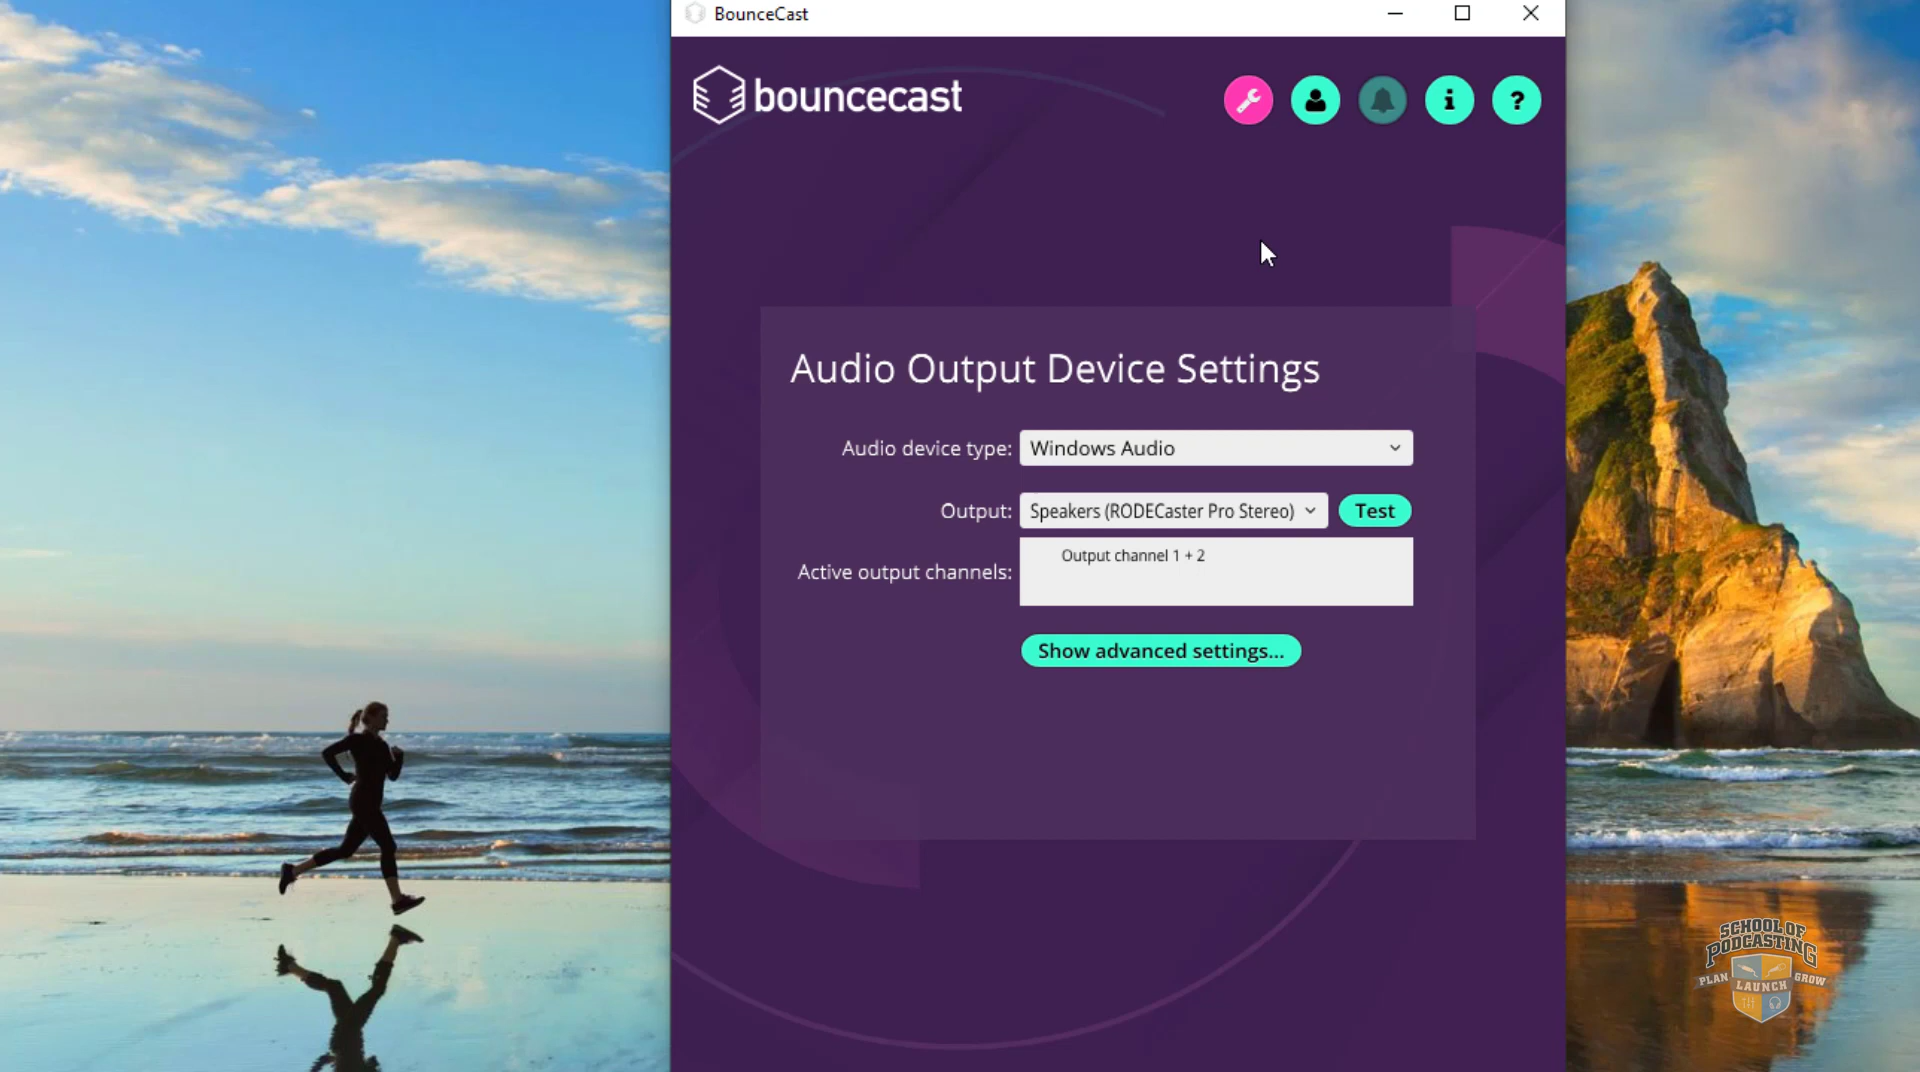 BounceCast
bouncecast
i
?
Audio Output Device Settings
Audio device type: Windows Audio
Output: Speakers (RODECaster Pro Stereo) Test
Active output channels: Output channel 1 + 2
Show advanced settings...
SCHOOL OF
PODCASTING
PLAN LAUNCH GROW